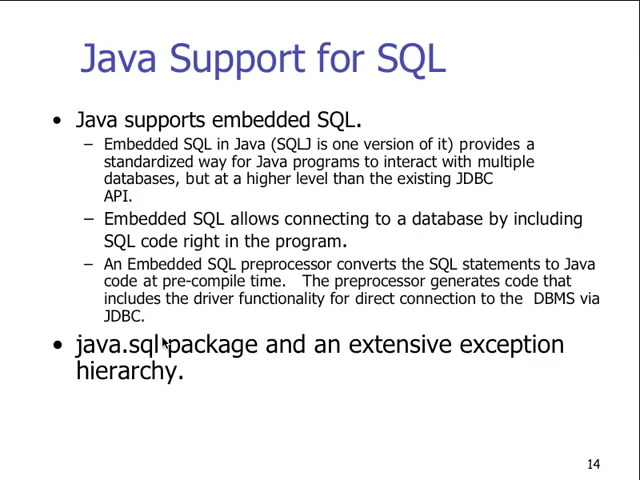 Java Support for SQL
• Java supports embedded SQL.
– Embedded SQL in Java (SQLJ is one version of it) provides a
standardized way for Java programs to interact with multiple
databases, but at a higher level than the existing JDBC
API.
– Embedded SQL allows connecting to a database by including
SQL code right in the program.
– An Embedded SQL preprocessor converts the SQL statements to Java
code at pre-compile time. The preprocessor generates code that
includes the driver functionality for direct connection to the DBMS via
JDBC.
• java.sql package and an extensive exception
hierarchy.
14